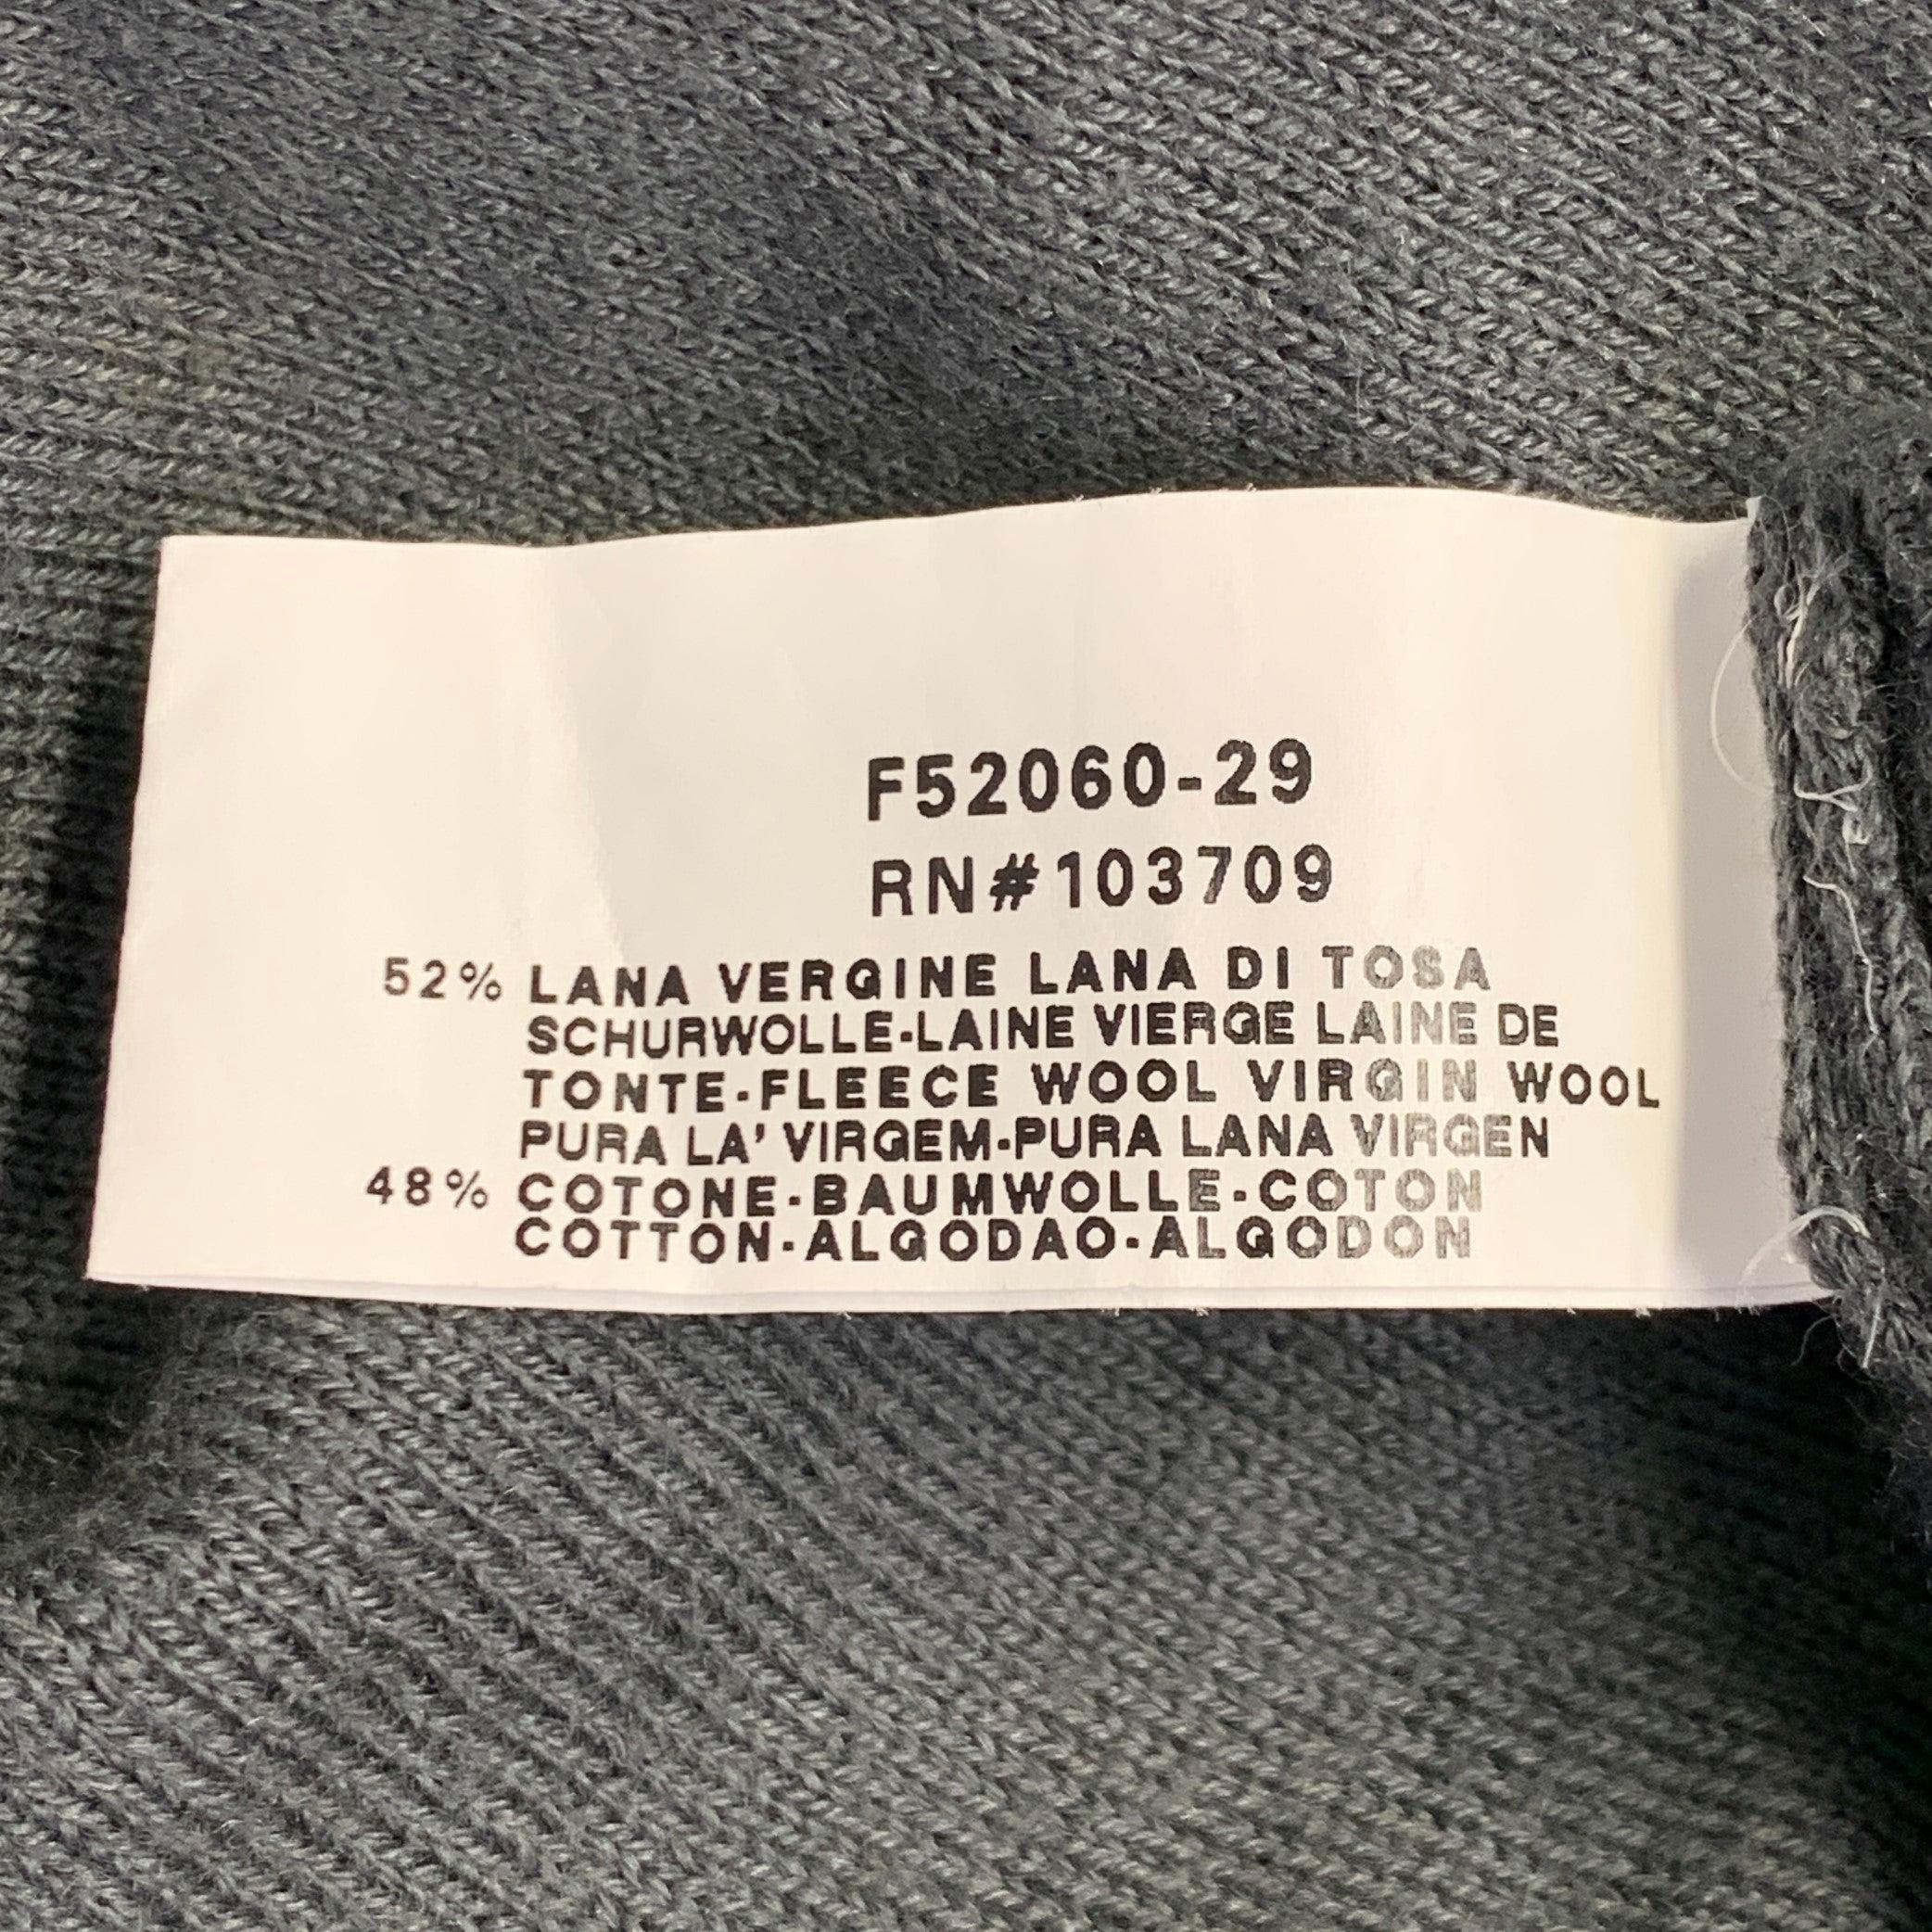 F52060-29
RN#103709
52% LANA VERGINE LANA DI TOSA
SCHURWOLLE-LAINE VIERGE LAINE DE
TONTE-FLEECE WOOL VIRGIN WOOL
PURA LA' VIRGEM-PURA LANA VIRGEN
48% COTONE-BAUMWOLLE-COTON
COTTON-ALGODAO-ALGODON